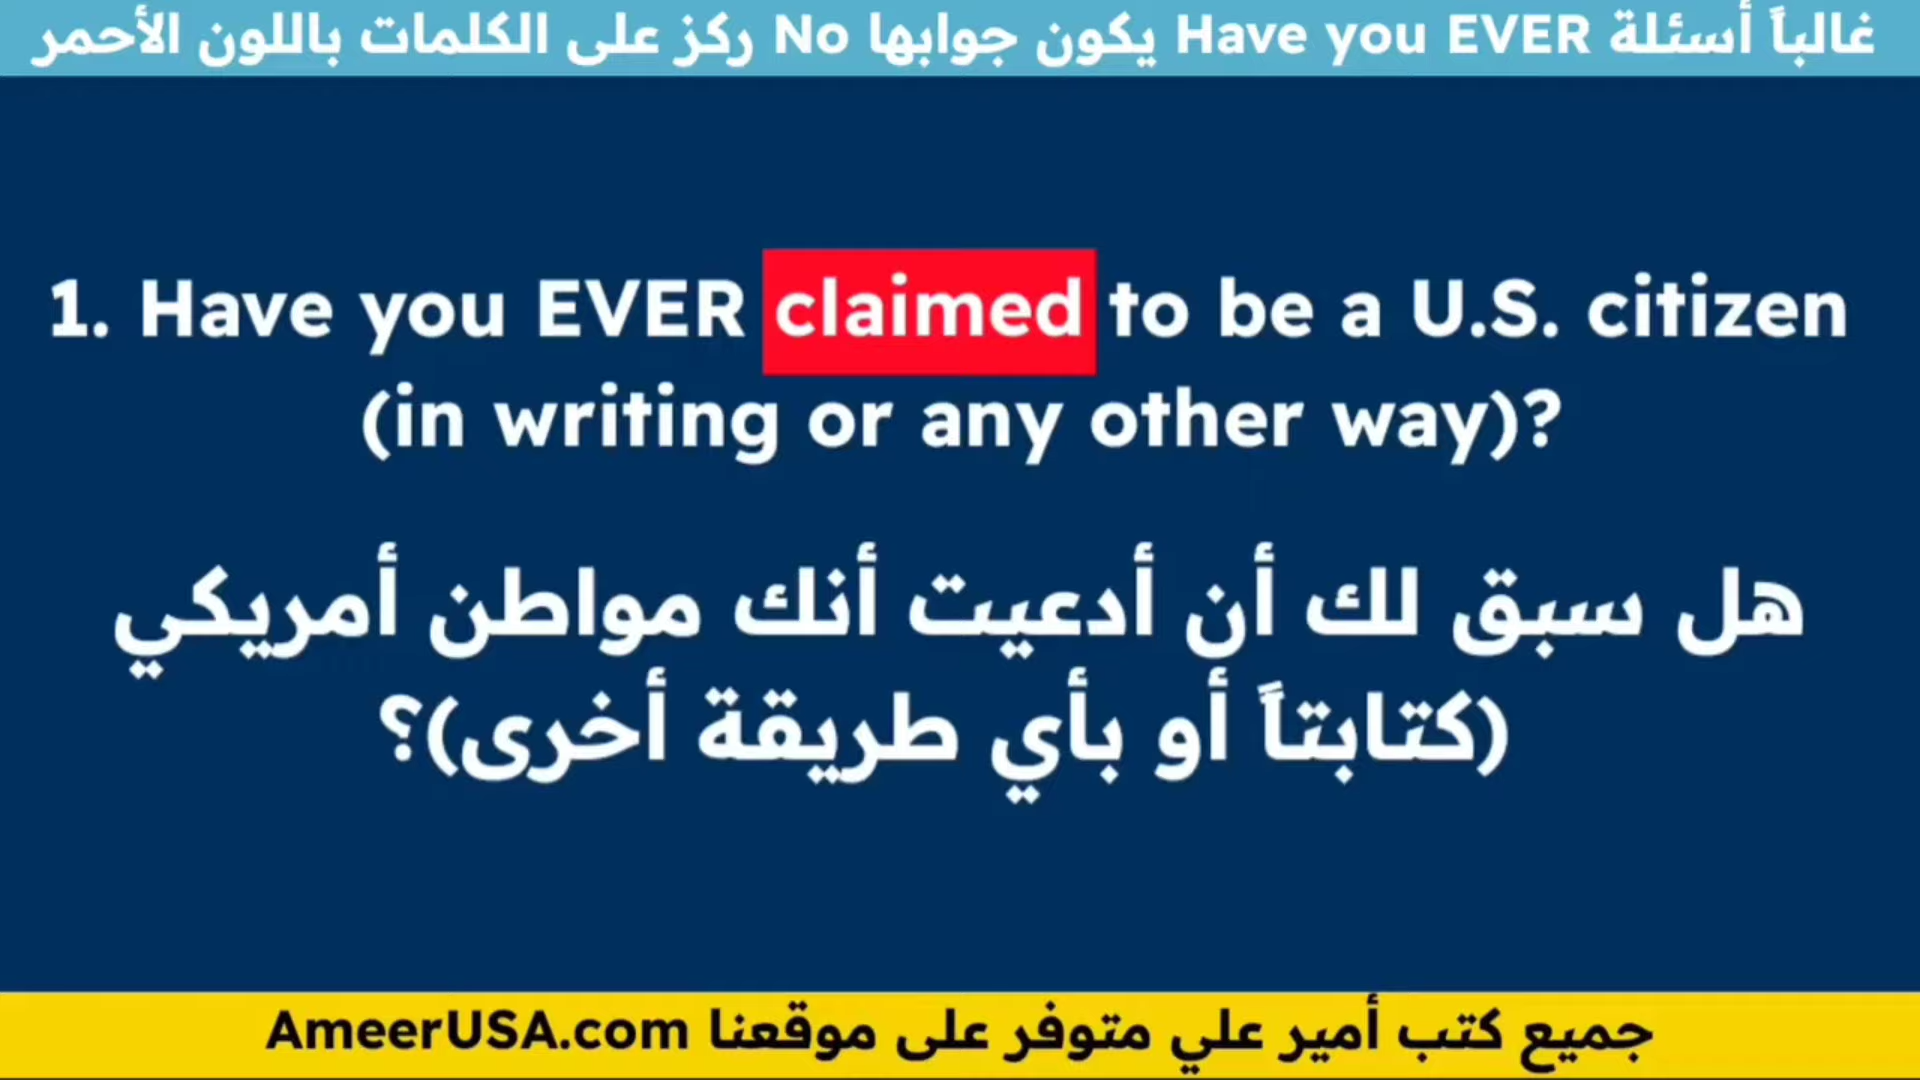 غالباً أسئلة Have you EVER يكون جوابها No ركز على الكلمات باللون الأحمر
1. Have you EVER claimed to be a U.S. citizen
(in writing or any other way)?
هل سبق لك أن أدعيت أنك مواطن أمريكي
(كتابتاً أو بأي طريقة أخرى)؟
جميع كتب أمير علي متوفر على موقعنا AmeerUSA.com